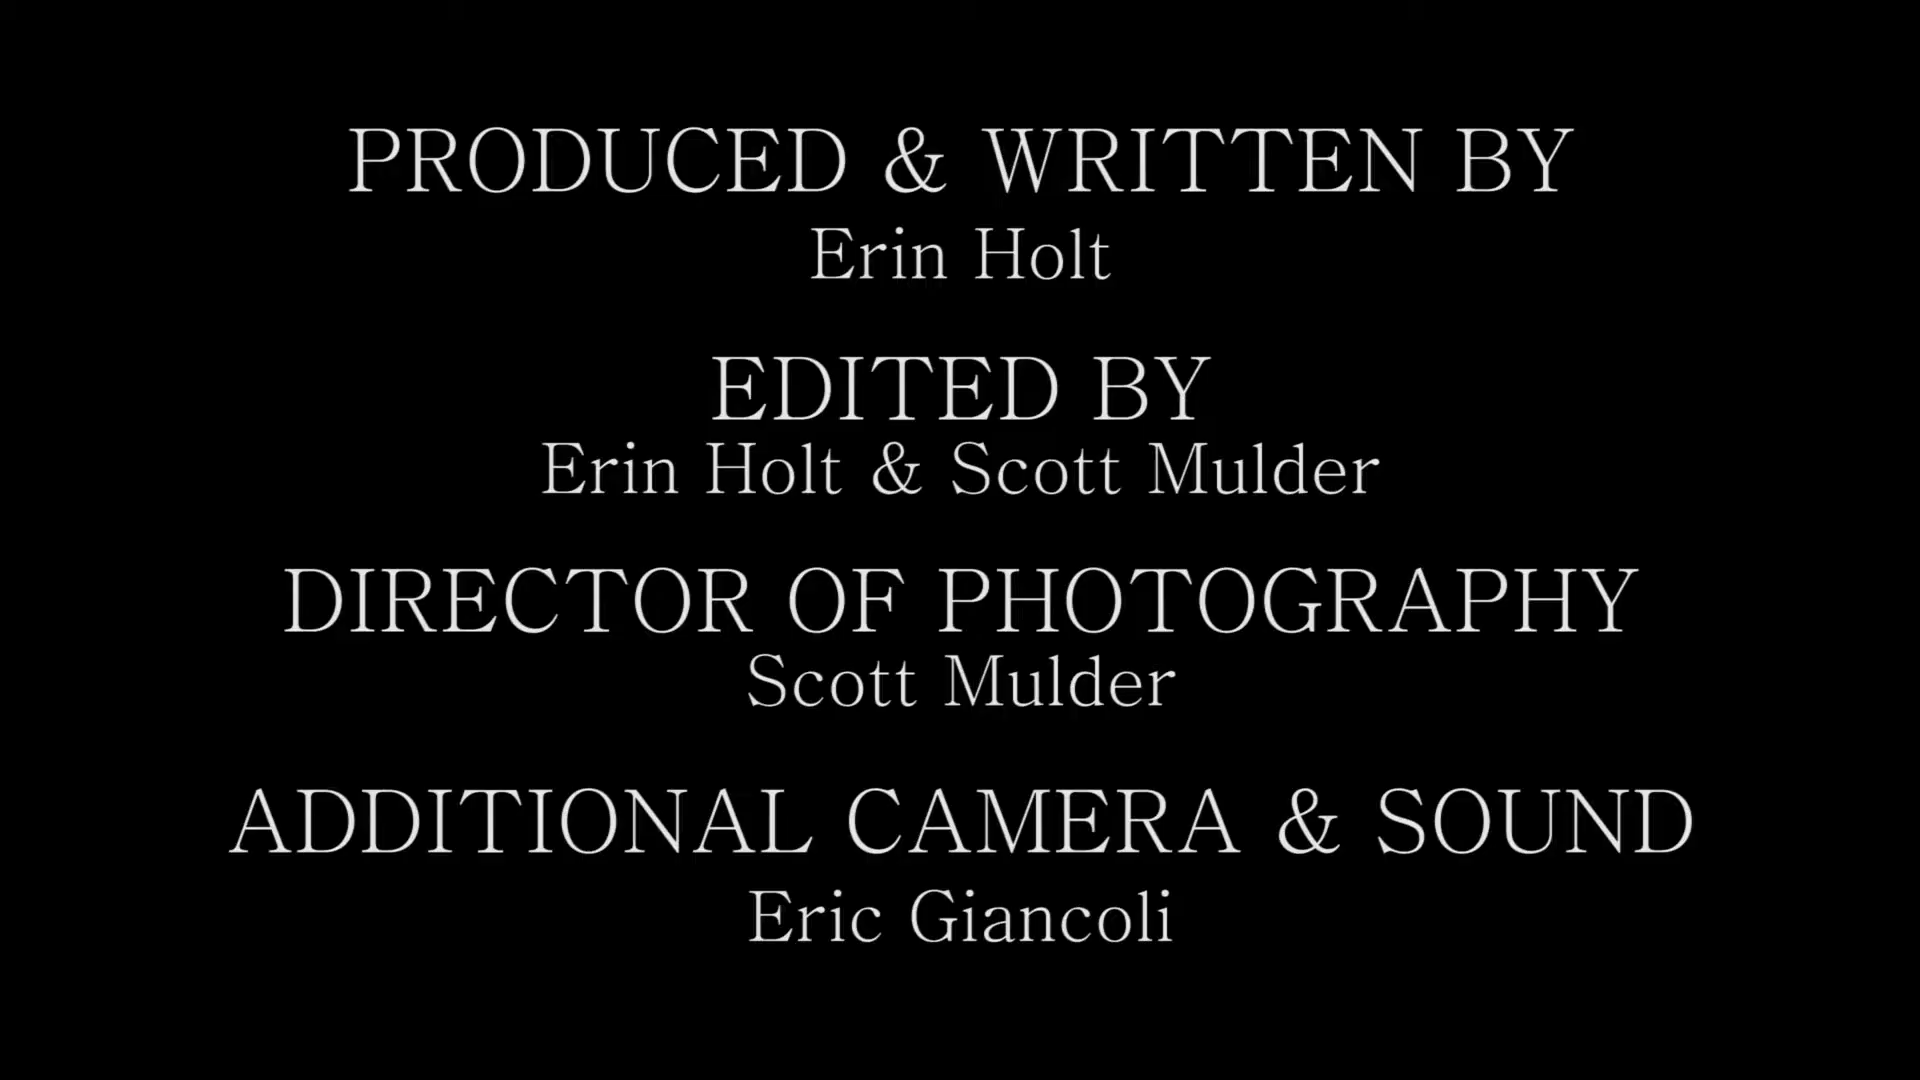 PRODUCED & WRITTEN BY
Erin Holt
EDITED BY
Erin Holt & Scott Mulder
DIRECTOR OF PHOTOGRAPHY
Scott Mulder
ADDITIONAL CAMERA & SOUND
Eric Giancoli